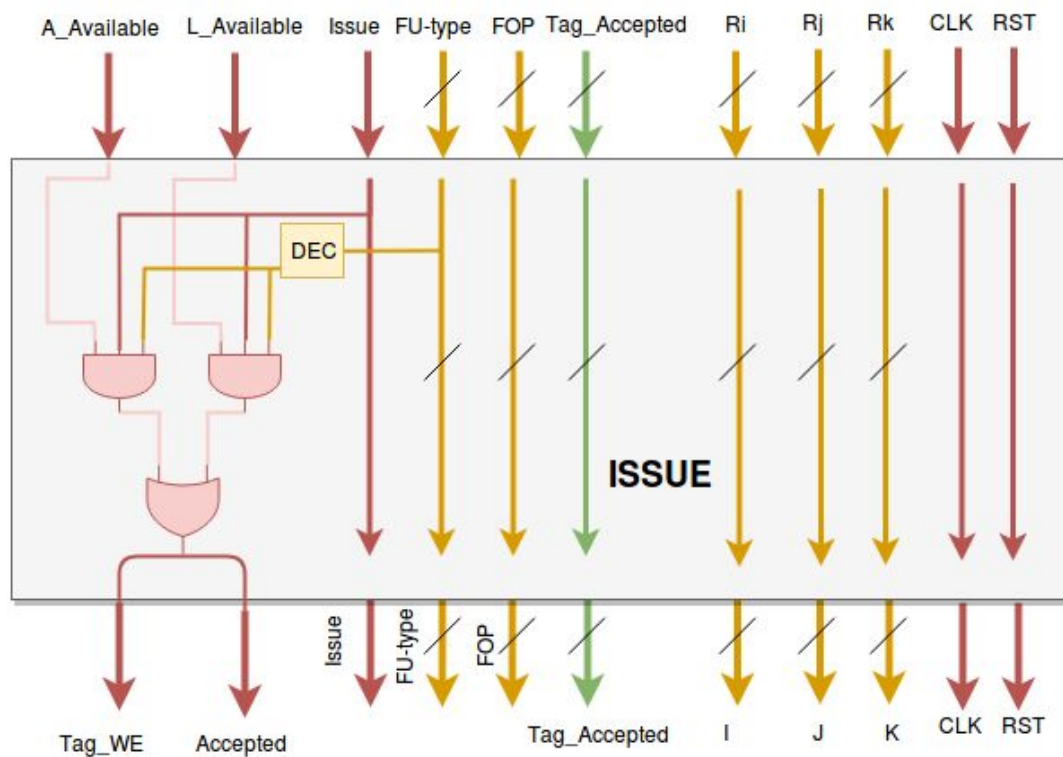 A_Available L_Available Issue FU-type FOP Tag_Accepted Ri Rj Rk CLK RST
DEC
ISSUE
Issue FU-type FOP
Tag_WE Accepted Tag_Accepted I J K CLK RST